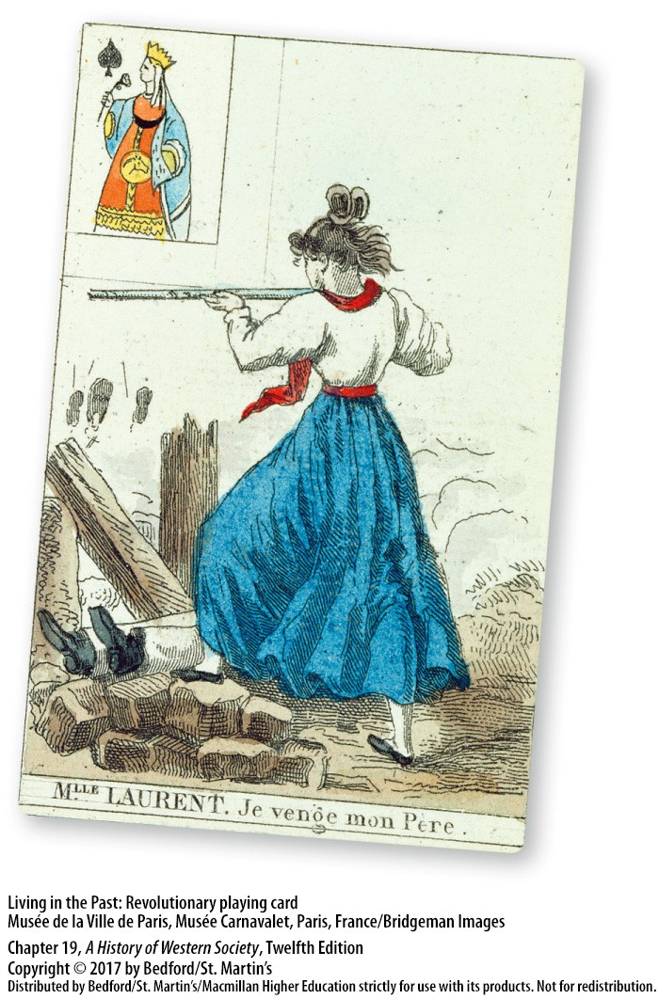 MLLE LAURENT. Je venge mon Père.
Living in the Past: Revolutionary playing card
Musée de la Ville de Paris, Musée Carnavalet, Paris, France/Bridgeman Images
Chapter 19, A History of Western Society, Twelfth Edition
Copyright © 2017 by Bedford/St. Martin’s
Distributed by Bedford/St. Martin’s/Macmillan Higher Education strictly for use with its products. Not for redistribution.